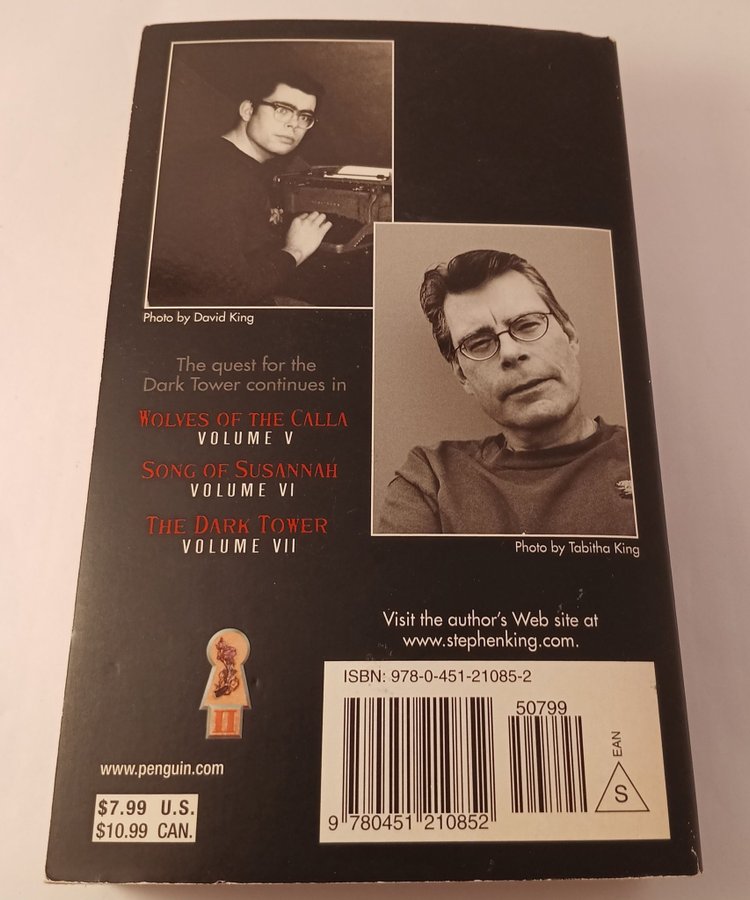 Photo by David King
The quest for the
Dark Tower continues in
WOLVES OF THE CALLA
VOLUME V
SONG OF SUSANNAH
VOLUME VI
THE DARK TOWER
VOLUME VII
Photo by Tabitha King
Visit the author's Web site at
www.stephenking.com.
III
www.penguin.com
$7.99 U.S.
$10.99 CAN.
ISBN: 978-0-451-21085-2
50799
9 780451 210852
EAN
S